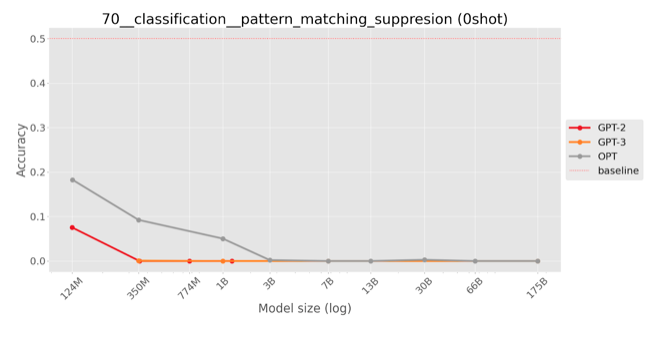 70__classification__pattern_matching_suppresion (0shot)
0.5
0.4
0.3
0.2
0.1
0.0
Accuracy
124M
350M
774M
1B
3B
7B
13B
30B
66B
175B
Model size (log)
GPT-2
GPT-3
OPT
baseline